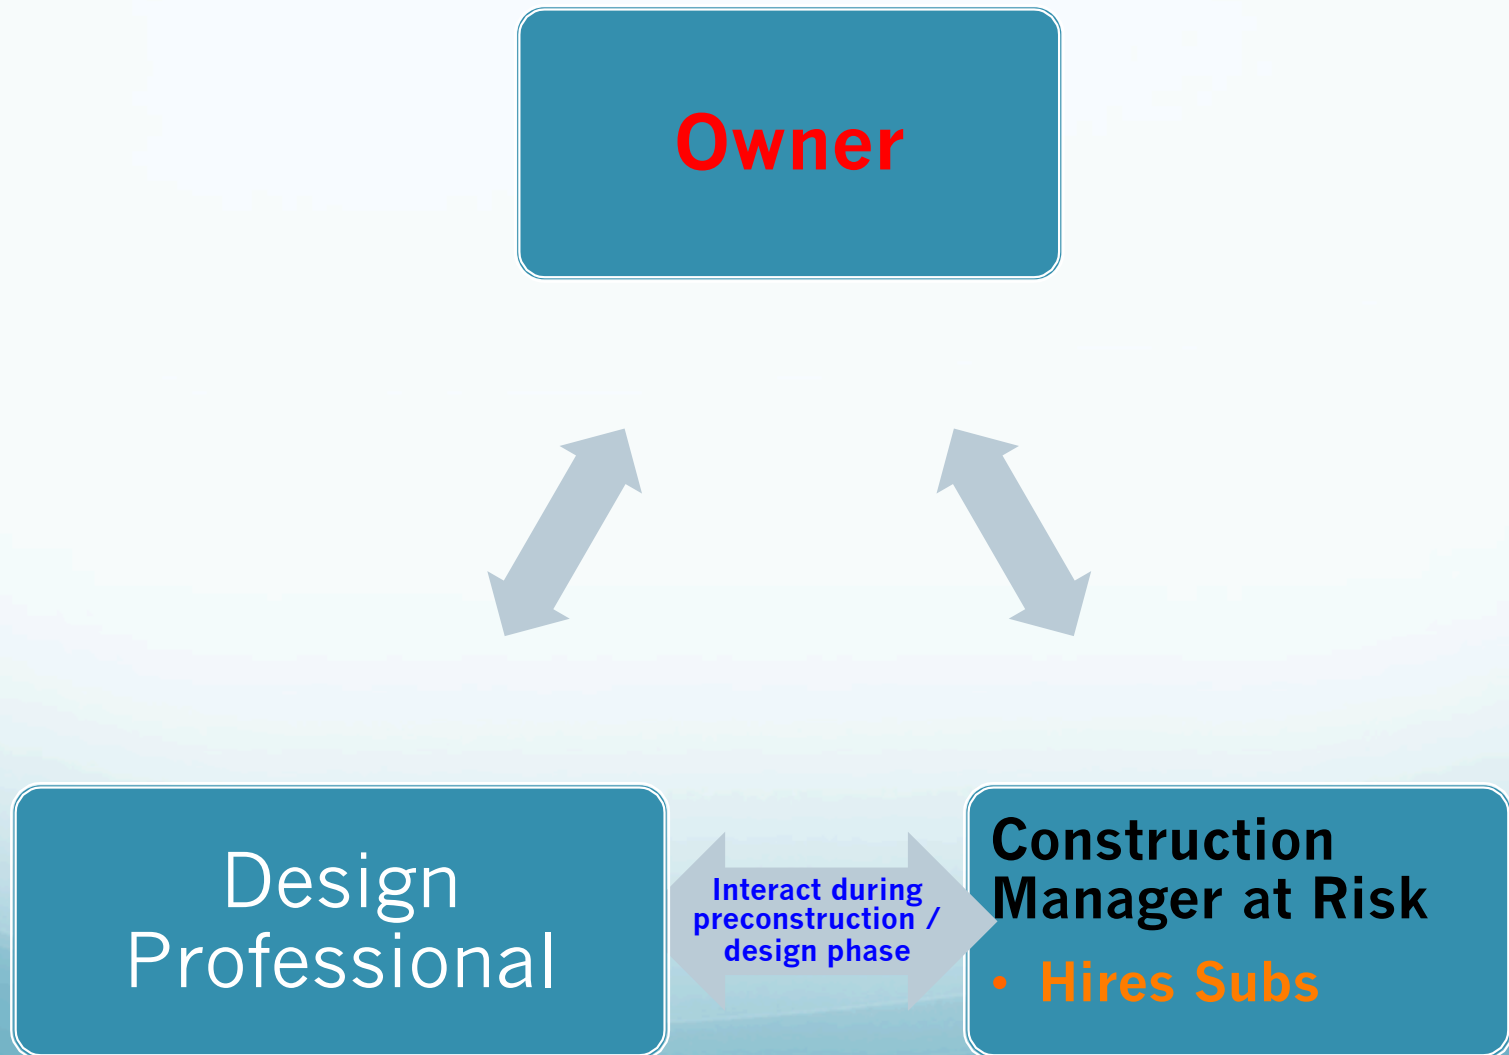 Owner
Design
Professional
Interact during
preconstruction /
design phase
Construction
Manager at Risk
• Hires Subs